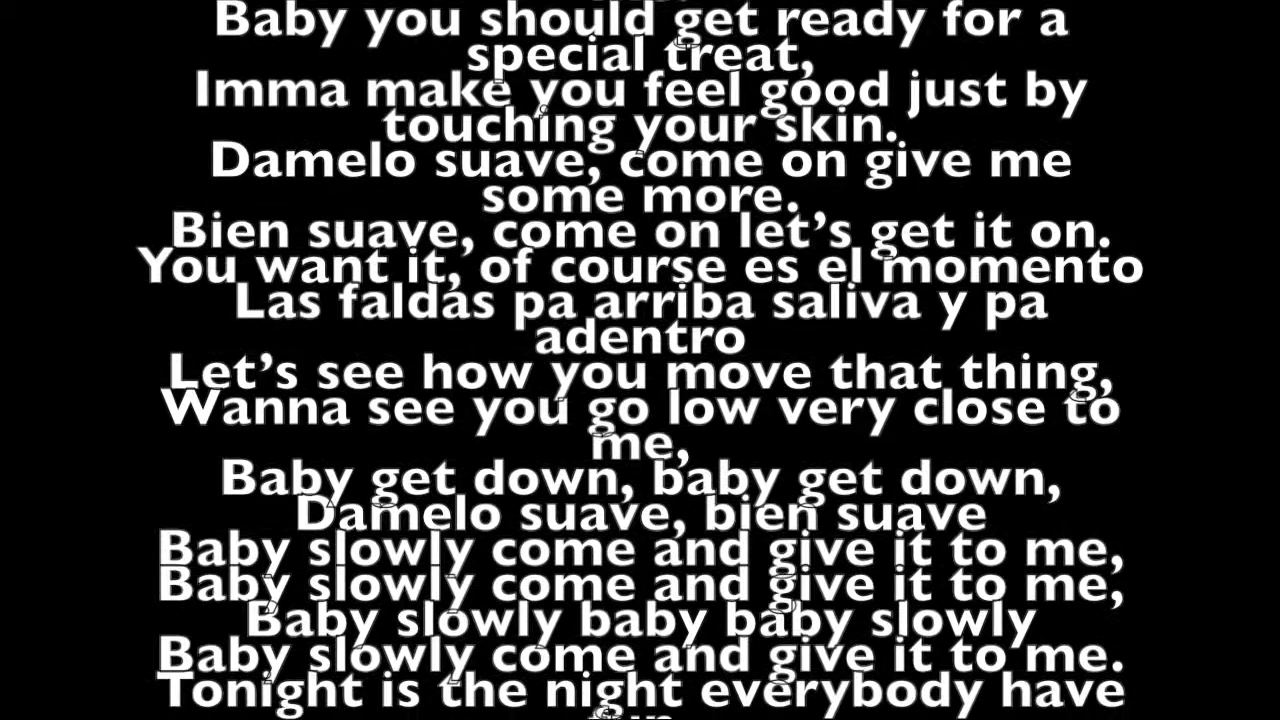 Baby you should get ready for a
special treat,
Imma make you feel good just by
touching your skin.
Damelo suave, come on give me
some more.
Bien suave, come on let’s get it on.
You want it, of course es el momento
Las faldas pa arriba saliva y pa
adentro
Let’s see how you move that thing,
Wanna see you go low very close to
me,
Baby get down, baby get down,
Damelo suave, bien suave
Baby slowly come and give it to me,
Baby slowly come and give it to me,
Baby slowly baby baby slowly
Baby slowly come and give it to me.
Tonight is the night everybody have